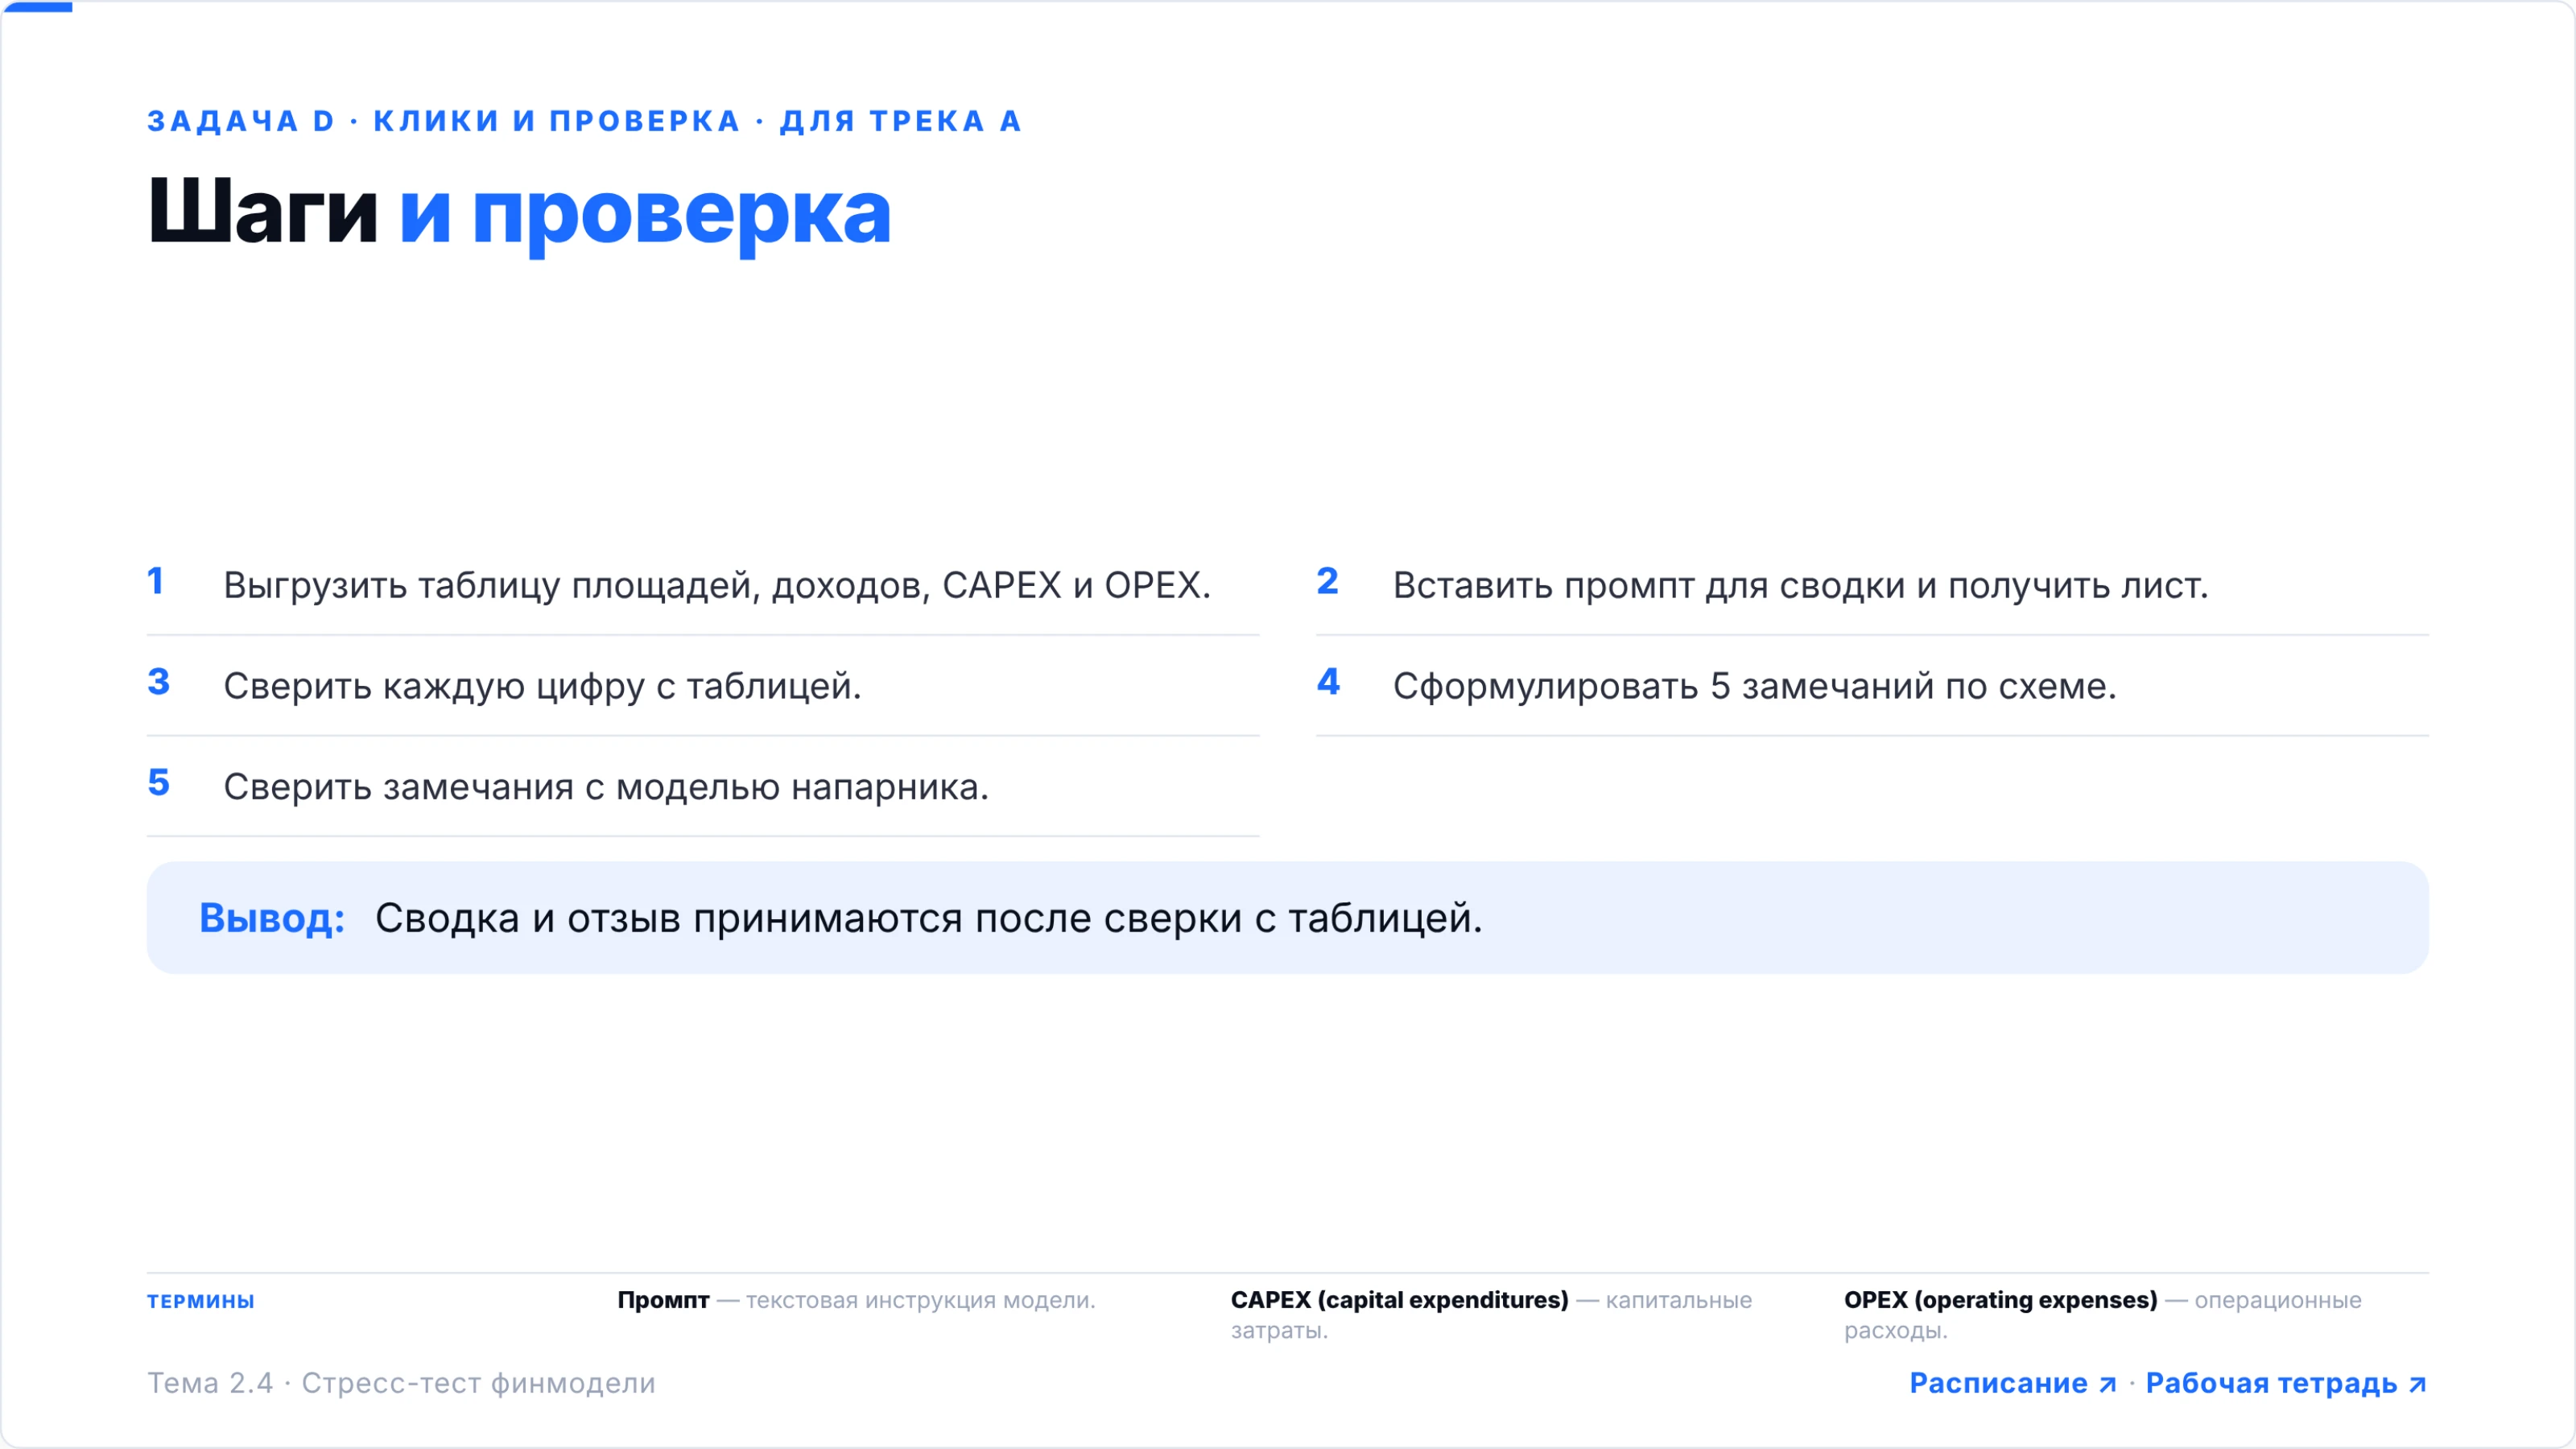 ЗАДАЧА D · КЛИКИ И ПРОВЕРКА · ДЛЯ ТРЕКА А
Шаги и проверка
1 Выгрузить таблицу площадей, доходов, CAPEX и OPEX.
2 Вставить промпт для сводки и получить лист.
3 Сверить каждую цифру с таблицей.
4 Сформулировать 5 замечаний по схеме.
5 Сверить замечания с моделью напарника.
Вывод: Сводка и отзыв принимаются после сверки с таблицей.
ТЕРМИНЫ
Промпт — текстовая инструкция модели.
CAPEX (capital expenditures) — капитальные
затраты.
OPEX (operating expenses) — операционные
расходы.
Тема 2.4 · Стресс-тест финмодели
Расписание ↗ · Рабочая тетрадь ↗